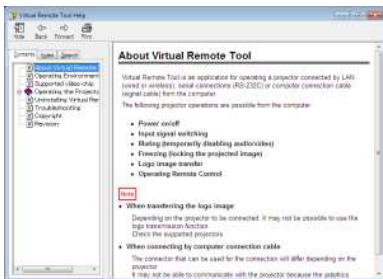 Virtual Remote Tool Help
Hide Back Forward Print
Contents Index Search
About Virtual Remote
Operating Environment
Supported video chip
Operating the Projecto
Uninstalling Virtual Rer
Troubleshooting
Copyright
Revision
About Virtual Remote Tool
Virtual Remote Tool is an application for operating a projector connected by LAN
(wired or wireless), serial connections (RS-232C) or computer connection cable
(signal cable) from the computer.
The following projector operations are possible from the computer.
• Power on/off
• Input signal switching
• Muting (temporarily disabling audio/video)
• Freezing (locking the projected image)
• Logo image transfer
• Operating Remote Control
Note
• When transferring the logo image
Depending on the projector to be connected, it may not be possible to use the
logo transmission function.
Check the supported projectors
• When connecting by computer connection cable
The connector that can be used for the connection will differ depending on the
projector.
It may not be able to communicate with the projector because the graphics